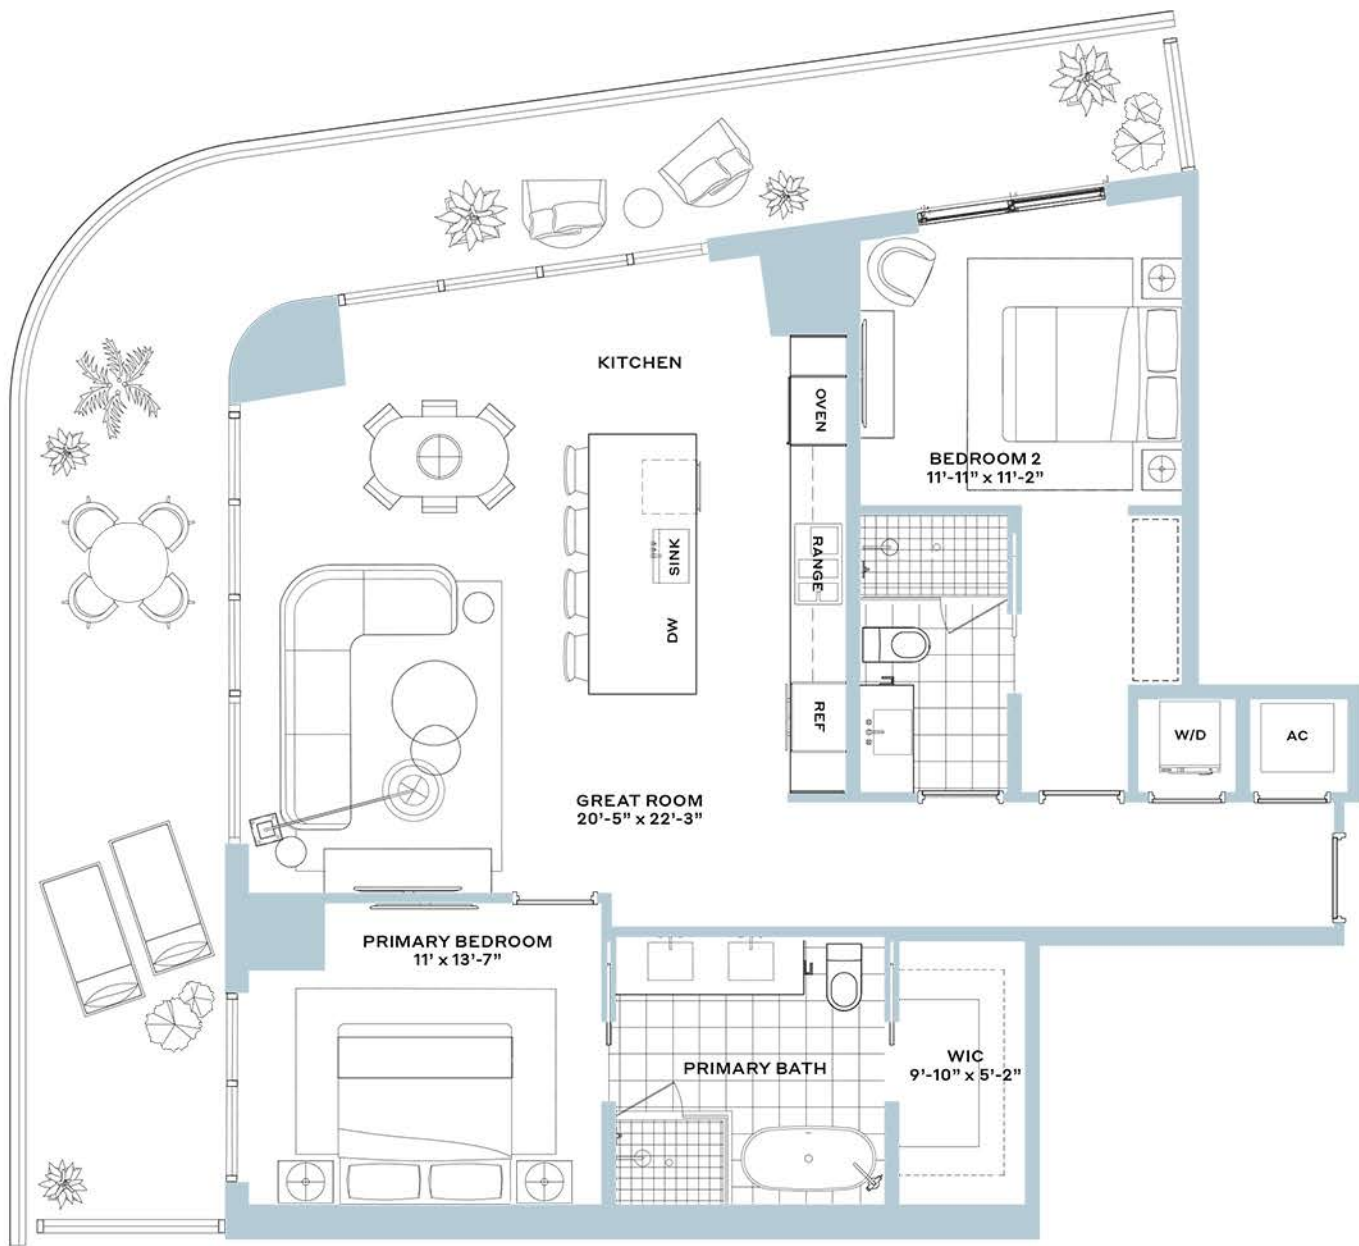 KITCHEN
OVEN
BEDROOM 2
11'-11" x 11'-2"
SINK
RANGE
DW
REF
W/D
AC
GREAT ROOM
20'-5" x 22'-3"
PRIMARY BEDROOM
11' x 13'-7"
PRIMARY BATH
WIC
9'-10" x 5'-2"